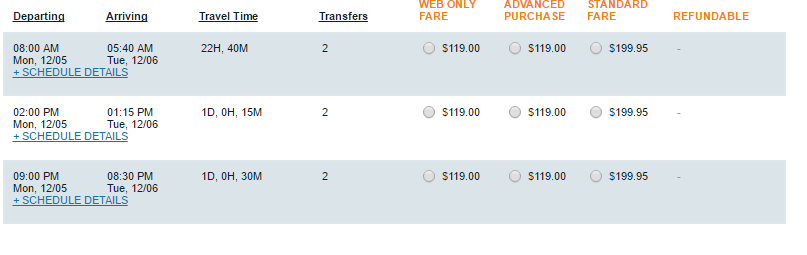 Departing Arriving Travel Time Transfers WEB ONLY FARE ADVANCED PURCHASE STANDARD FARE REFUNDABLE
08:00 AM 05:40 AM 22H, 40M 2 $119.00 $119.00 $199.95 -
Mon, 12/05 Tue, 12/06
+ SCHEDULE DETAILS
02:00 PM 01:15 PM 1D, 0H, 15M 2 $119.00 $119.00 $199.95 -
Mon, 12/05 Tue, 12/06
+ SCHEDULE DETAILS
09:00 PM 08:30 PM 1D, 0H, 30M 2 $119.00 $119.00 $199.95 -
Mon, 12/05 Tue, 12/06
+ SCHEDULE DETAILS